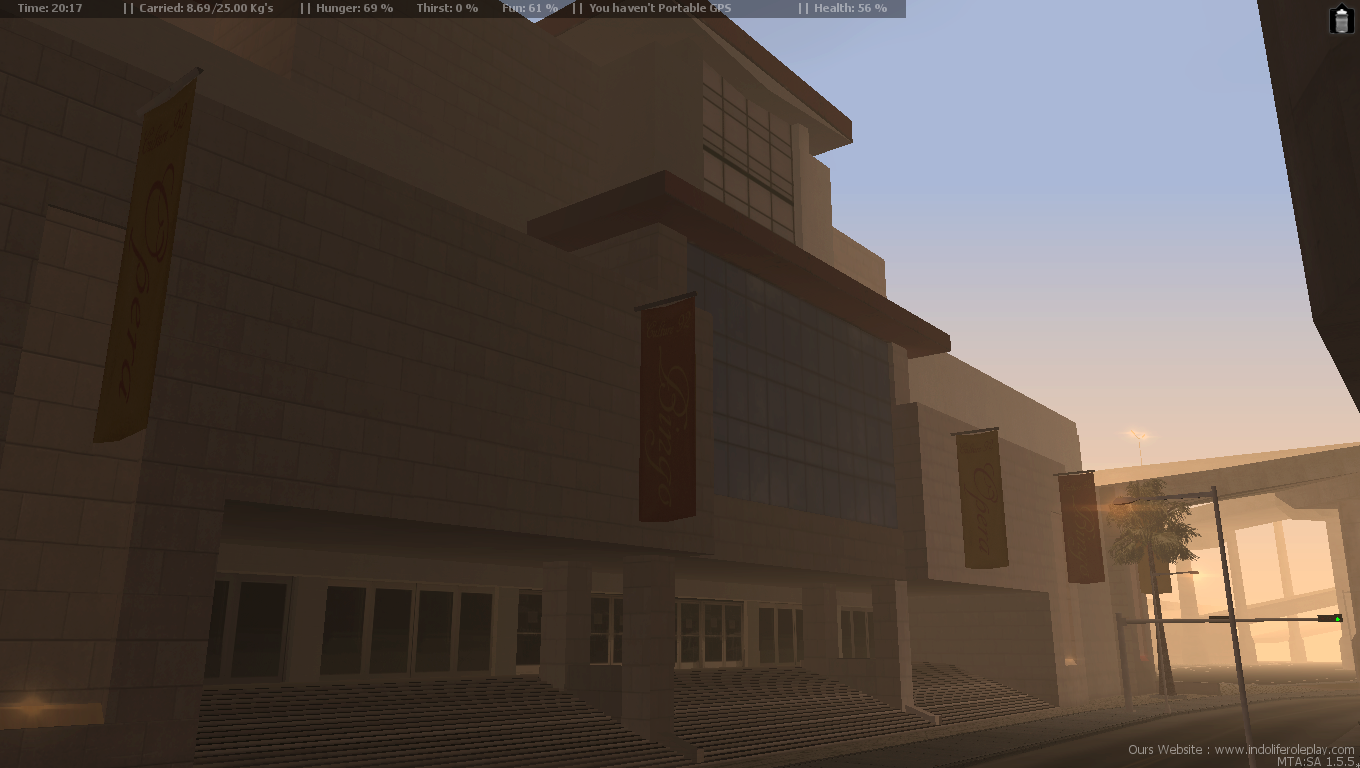 Time: 20:17 || Carried: 8.69/25.00 Kg's || Hunger: 69 % Thirst: 0 % Fun: 61 % || You haven't Portable GPS || Health: 56 %
Opera
Burgo
Opera
Ours Website : www.indoliferoleplay.com
MTA:SA 1.5.5